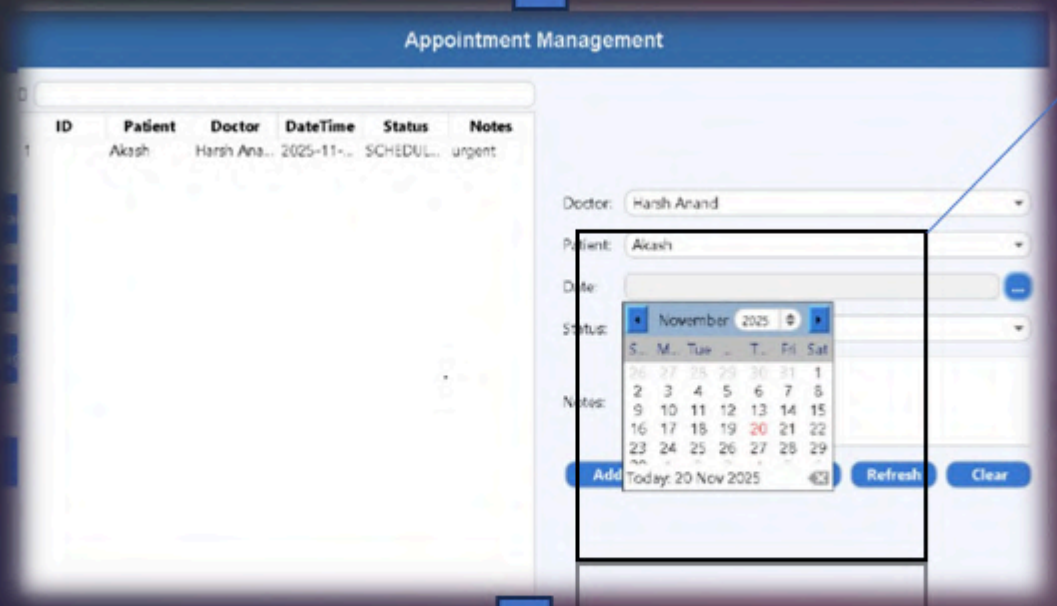 Appointment Management
ID Patient Doctor DateTime Status Notes
1 Akash Harsh Ana... 2025-11-... SCHEDUL... urgent
Doctor: Harsh Anand
Patient: Akash
Date: ...
Status:
November 2025
S... M... Tue ... T... Fri Sat
26 27 28 29 30 31 1
2 3 4 5 6 7 8
9 10 11 12 13 14 15
16 17 18 19 20 21 22
23 24 25 26 27 28 29
Notes:
Today: 20 Nov 2025
Add Refresh Clear